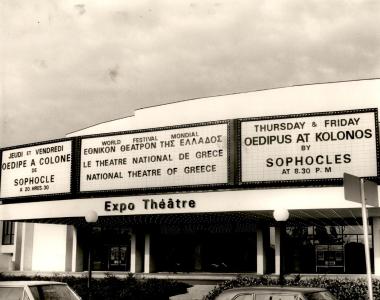 JEUDI ET VENDREDI
OEDIPE A COLONE
DE
SOPHOCLE
A 20 HRES. 30
WORLD FESTIVAL MONDIAL
ΕΘΝΙΚΟΝ ΘΕΑΤΡΟΝ ΤΗΣ ΕΛΛΑΔΟΣ
LE THEATRE NATIONAL DE GRECE
NATIONAL THEATRE OF GREECE
THURSDAY & FRIDAY
OEDIPUS AT KOLONOS
BY
SOPHOCLES
AT 8.30 P.M
Expo Théâtre